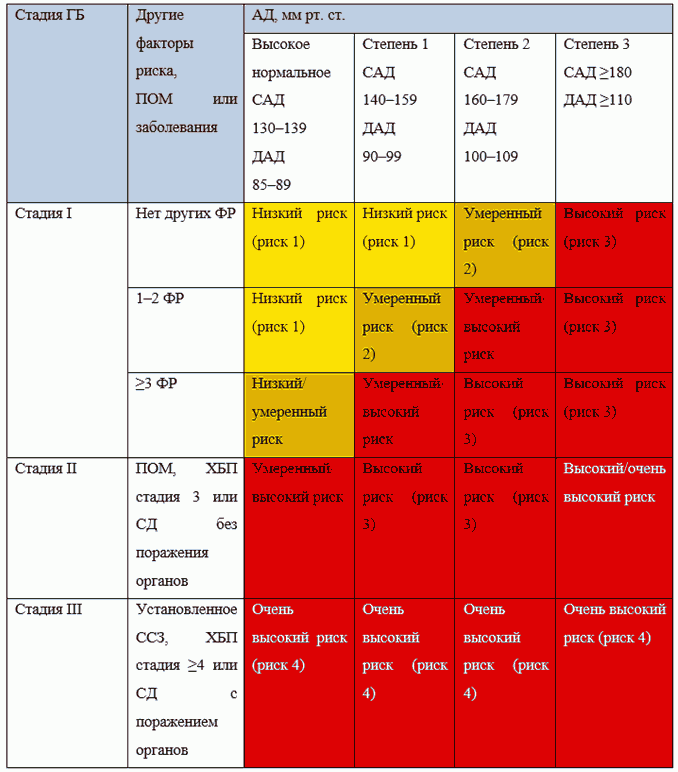 Стадия ГБ
Другие
факторы
риска,
ПОМ или
заболевания
АД, мм рт. ст.
Высокое
нормальное
САД
130–139
ДАД
85–89
Степень 1
САД
140–159
ДАД
90–99
Степень 2
САД
160–179
ДАД
100–109
Степень 3
САД ≥180
ДАД ≥110
Стадия I
Нет других ФР
Низкий риск
(риск 1)
Низкий риск
(риск 1)
Умеренный
риск (риск
2)
Высокий риск
(риск 3)
1–2 ФР
Низкий риск
(риск 1)
Умеренный
риск (риск
2)
Умеренный
высокий
риск
Высокий риск
(риск 3)
≥3 ФР
Низкий/
умеренный
риск
Умеренный/
высокий
риск
Высокий
риск (риск
3)
Высокий риск
(риск 3)
Стадия II
ПОМ, ХБП
стадия 3 или
СД без
поражения
органов
Умеренный
высокий риск
Высокий
риск (риск
3)
Высокий
риск (риск
3)
Высокий/очень
высокий риск
Стадия III
Установленное
ССЗ, ХБП
стадия ≥4 или
СД с
поражением
органов
Очень
высокий риск
(риск 4)
Очень
высокий
риск (риск
4)
Очень
высокий
риск (риск
4)
Очень высокий
риск (риск 4)